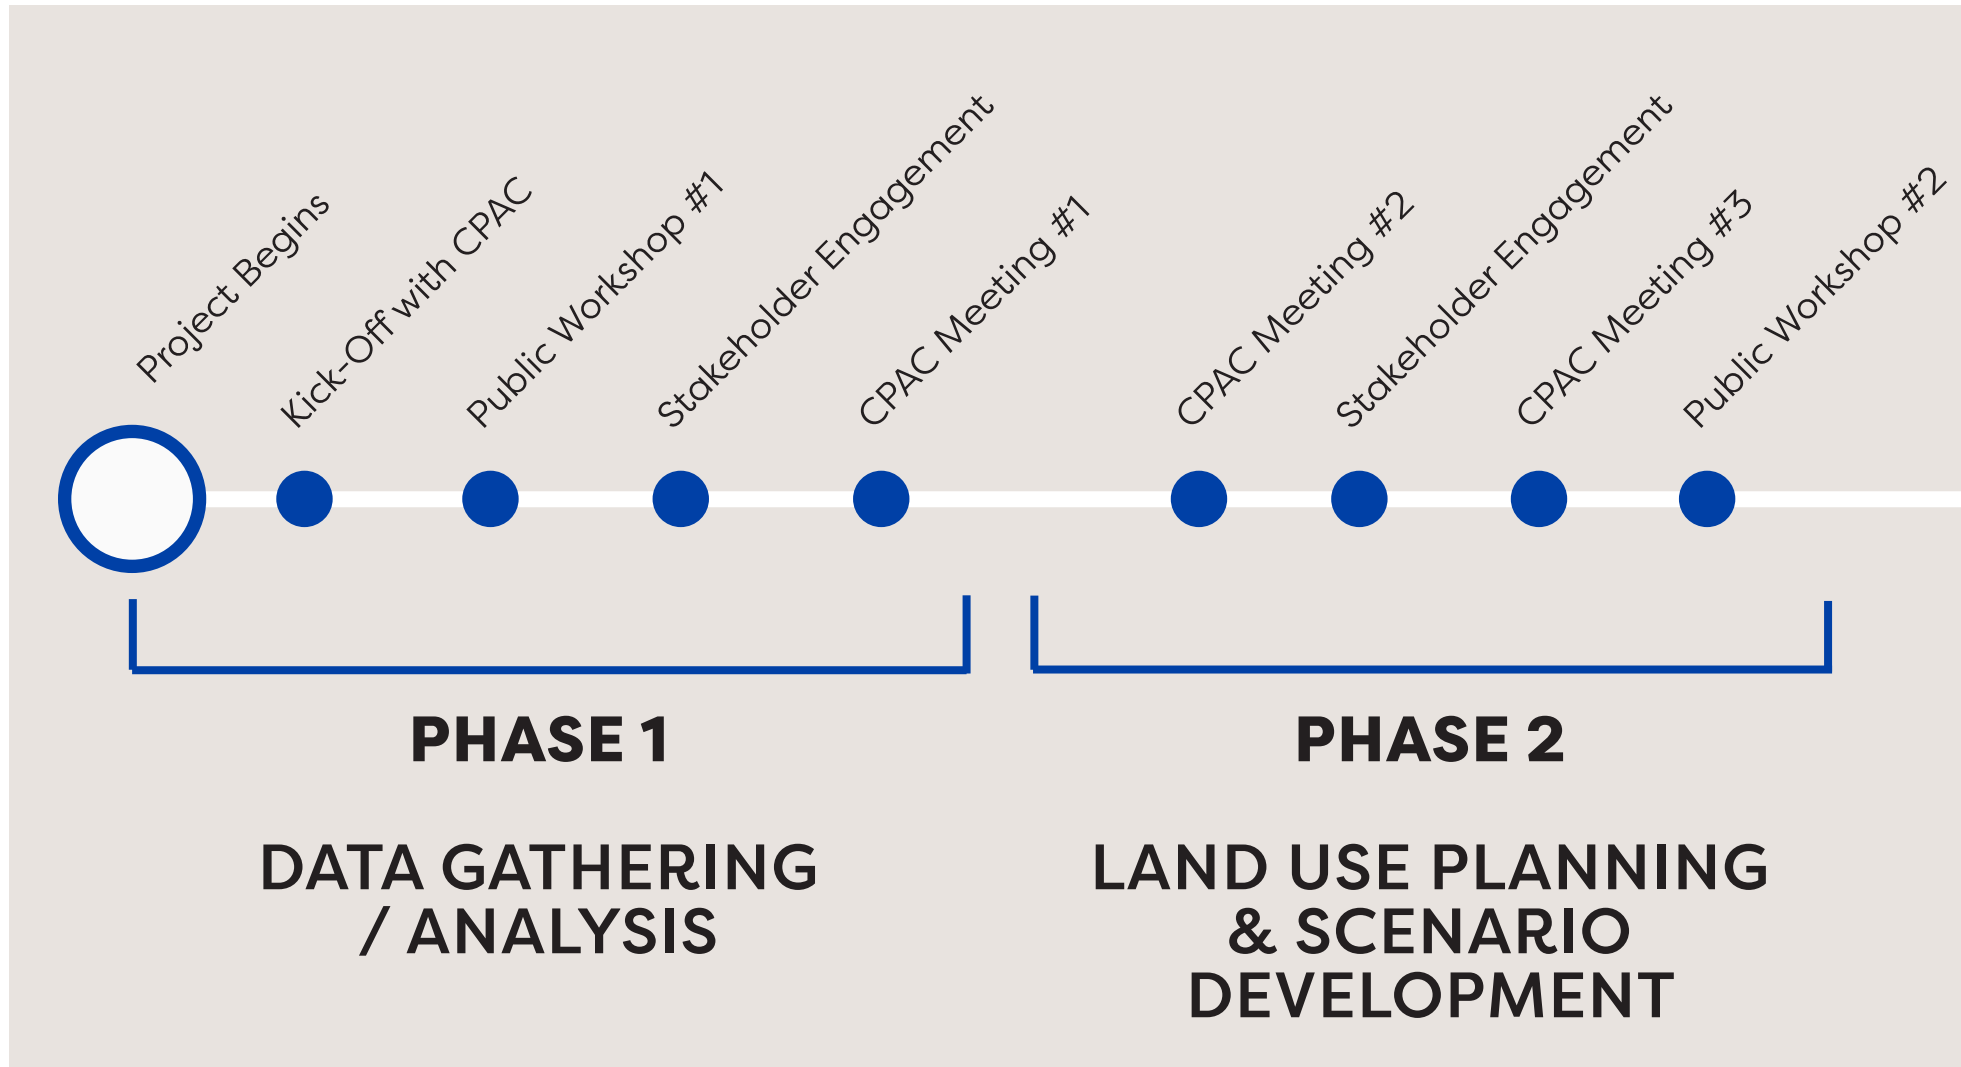 Project Begins
Kick-Off with CPAC
Public Workshop #1
Stakeholder Engagement
CPAC Meeting #1
CPAC Meeting #2
Stakeholder Engagement
CPAC Meeting #3
Public Workshop #2
PHASE 1
DATA GATHERING
/ ANALYSIS
PHASE 2
LAND USE PLANNING
& SCENARIO
DEVELOPMENT